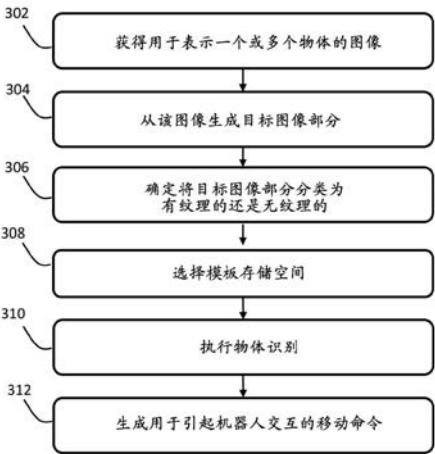 302
获得用于表示一个或多个物体的图像
304
从该图像生成目标图像部分
306
确定将目标图像部分分类为
有纹理的还是无纹理的
308
选择模板存储空间
310
执行物体识别
312
生成用于引起机器人交互的移动命令